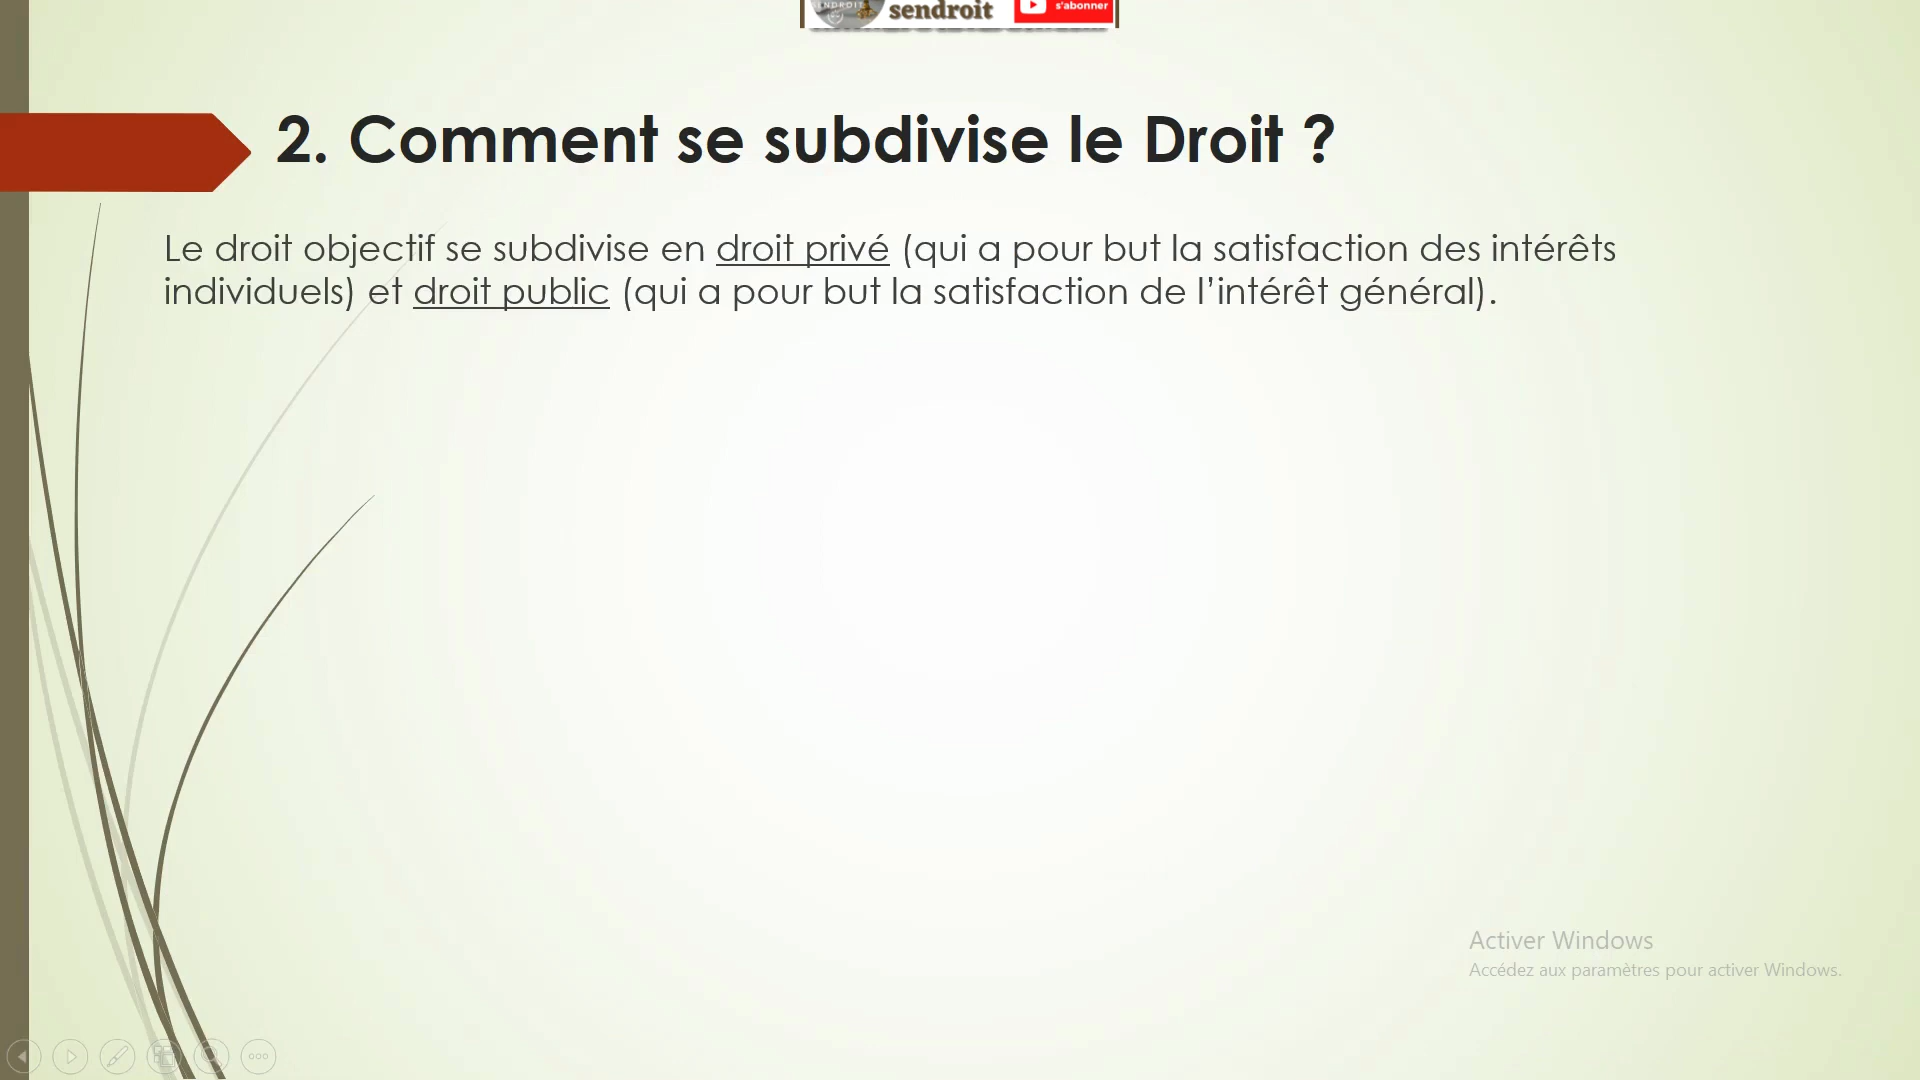 SENDROIT
sendroit
s'abonner
2. Comment se subdivise le Droit ?
Le droit objectif se subdivise en droit privé (qui a pour but la satisfaction des intérêts
individuels) et droit public (qui a pour but la satisfaction de l’intérêt général).
Activer Windows
Accédez aux paramètres pour activer Windows.